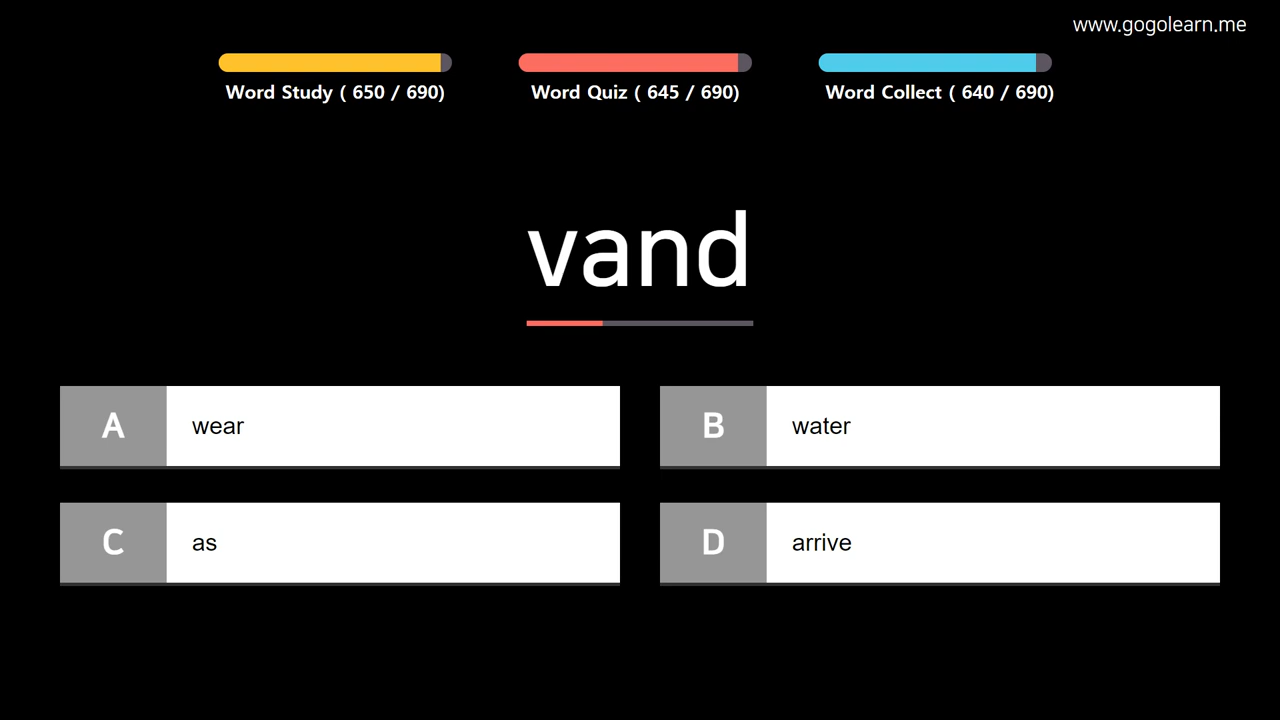 www.gogolearn.me
Word Study ( 650 / 690)
Word Quiz ( 645 / 690)
Word Collect ( 640 / 690)
vand
A wear
B water
C as
D arrive